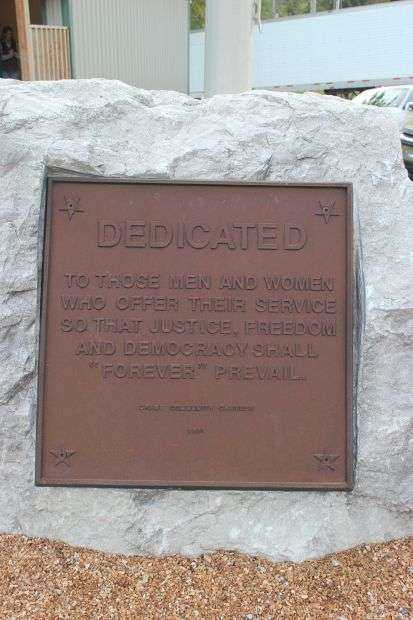 DEDICATED
TO THOSE MEN AND WOMEN
WHO OFFER THEIR SERVICE
SO THAT JUSTICE, FREEDOM
AND DEMOCRACY SHALL
"FOREVER" PREVAIL.